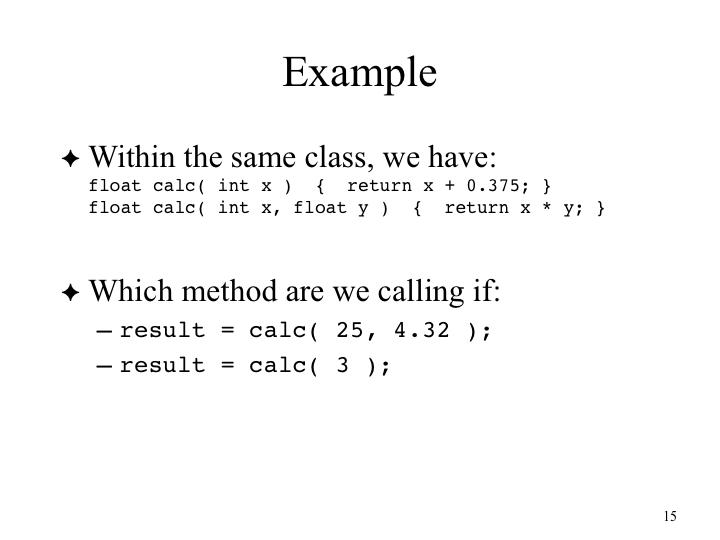 Example
✦ Within the same class, we have:
float calc( int x )  {  return x + 0.375; }
float calc( int x, float y )  {  return x * y; }
✦ Which method are we calling if:
– result = calc( 25, 4.32 );
– result = calc( 3 );
15